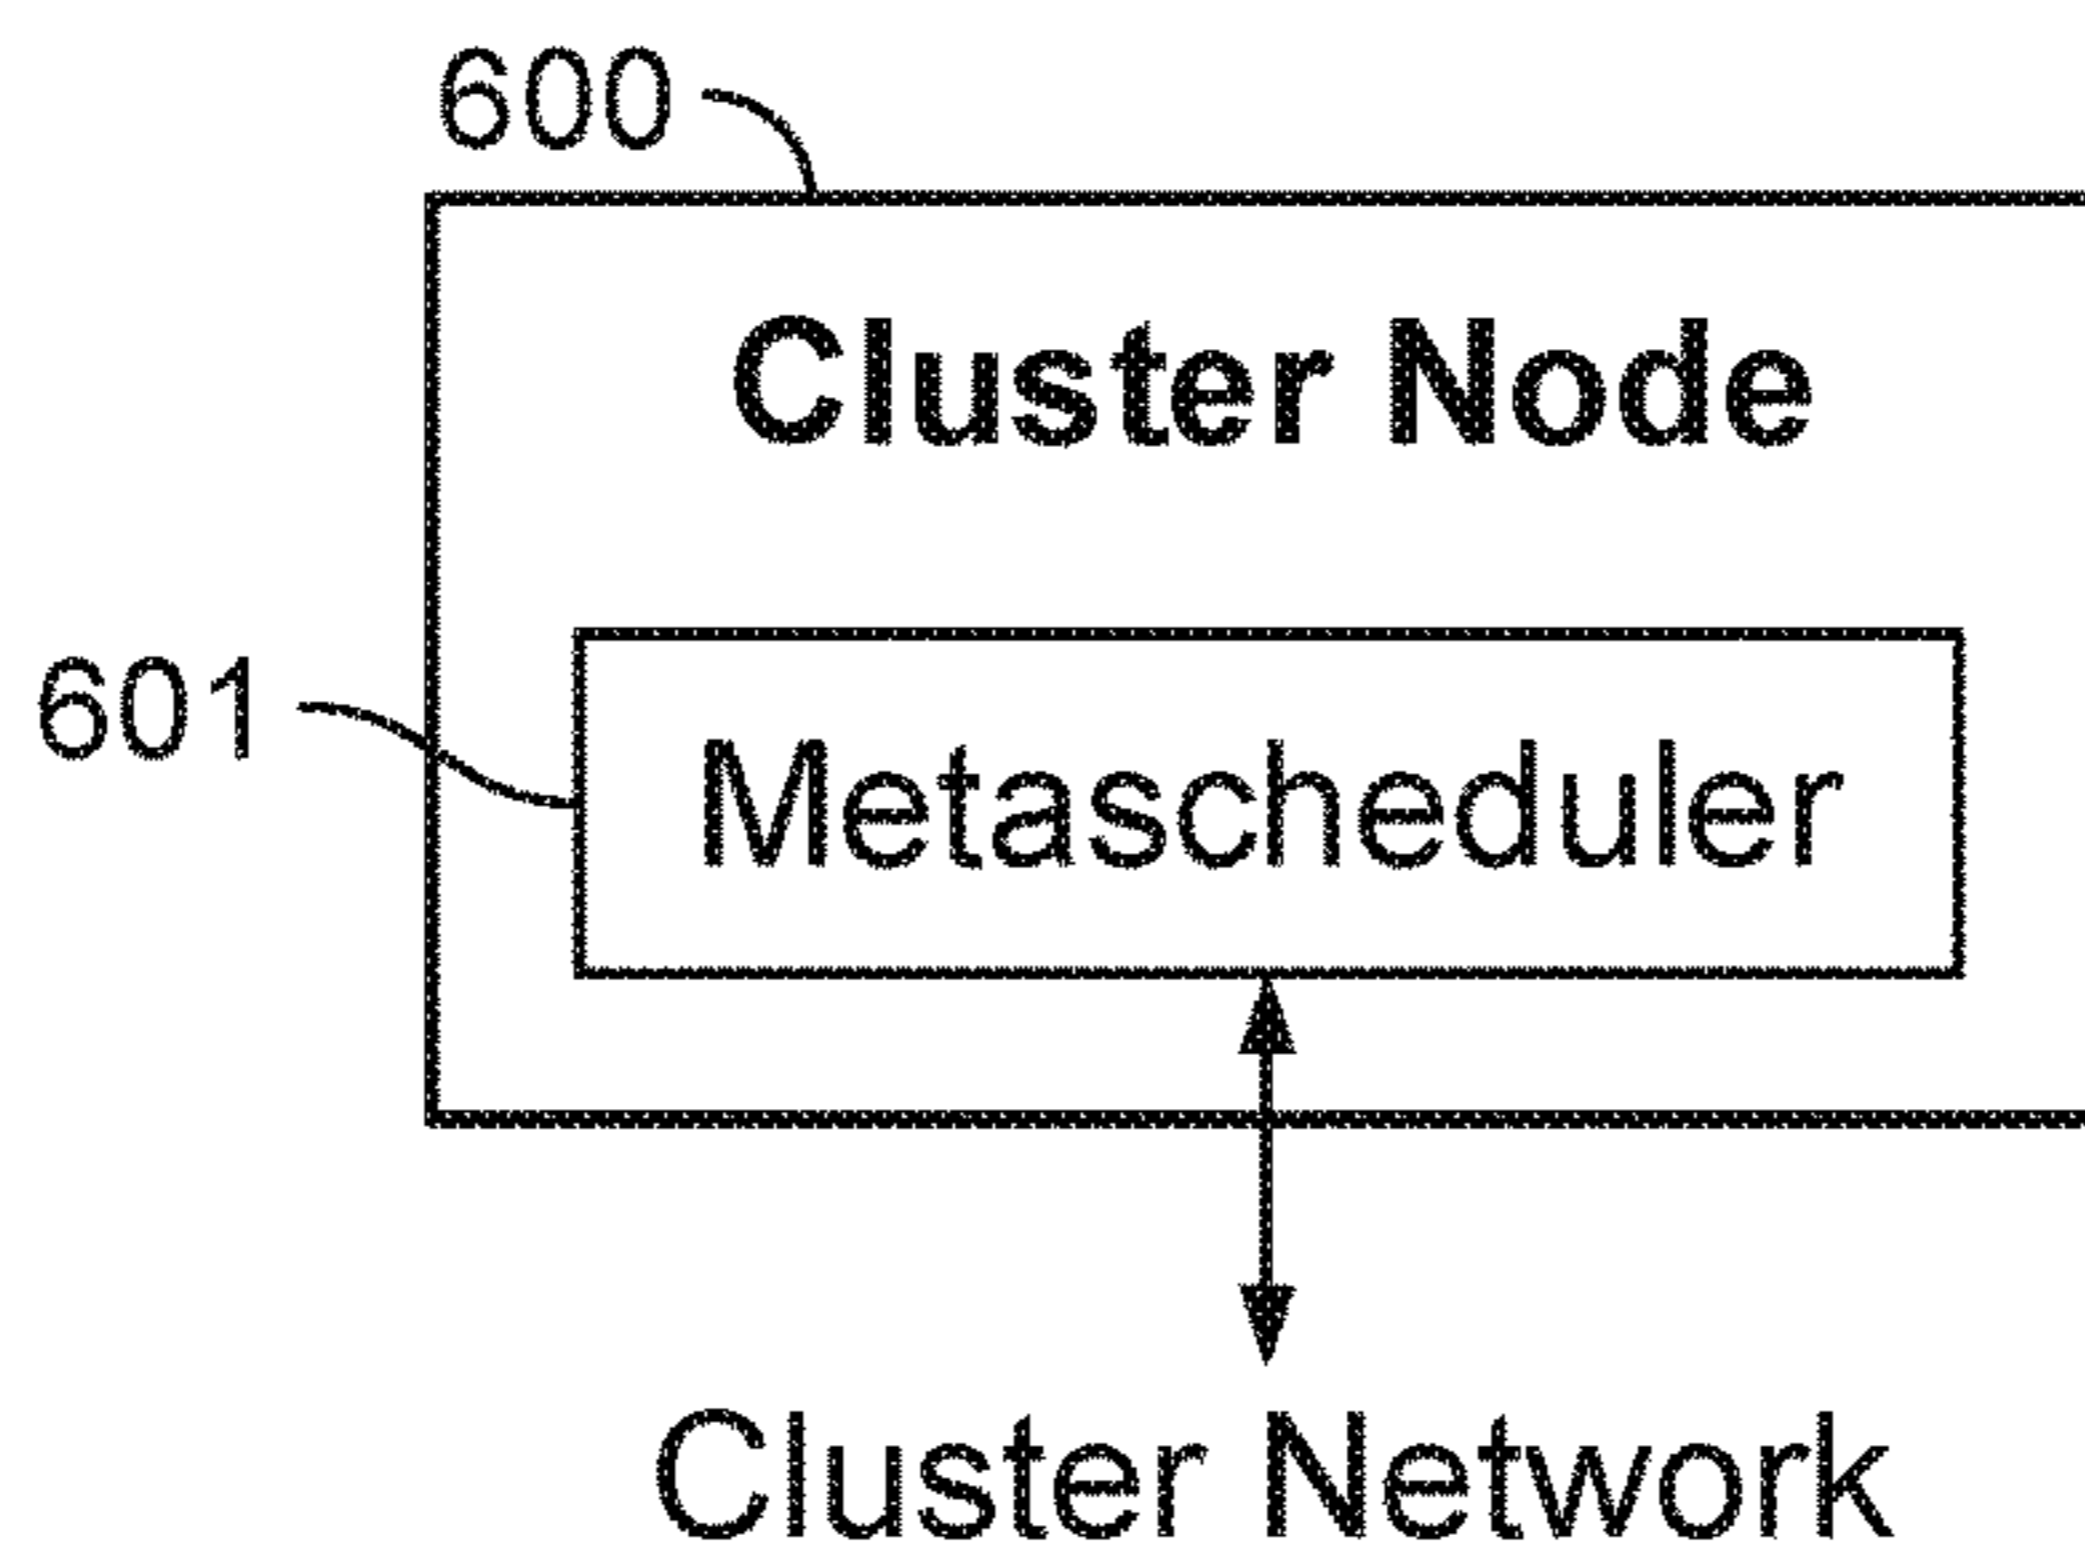 600
Cluster Node
601
Metascheduler
Cluster Network